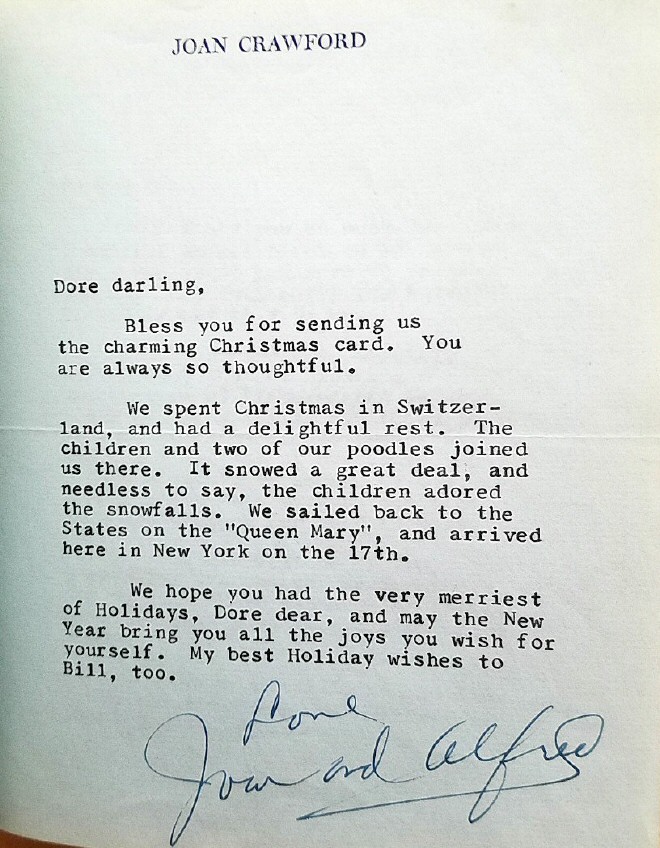 JOAN CRAWFORD
Dore darling,
Bless you for sending us
the charming Christmas card. You
are always so thoughtful.
We spent Christmas in Switzer-
land, and had a delightful rest. The
children and two of our poodles joined
us there. It snowed a great deal, and
needless to say, the children adored
the snowfalls. We sailed back to the
States on the "Queen Mary", and arrived
here in New York on the 17th.
We hope you had the very merriest
of Holidays, Dore dear, and may the New
Year bring you all the joys you wish for
yourself. My best Holiday wishes to
Bill, too.
Love
Joan and Alfred